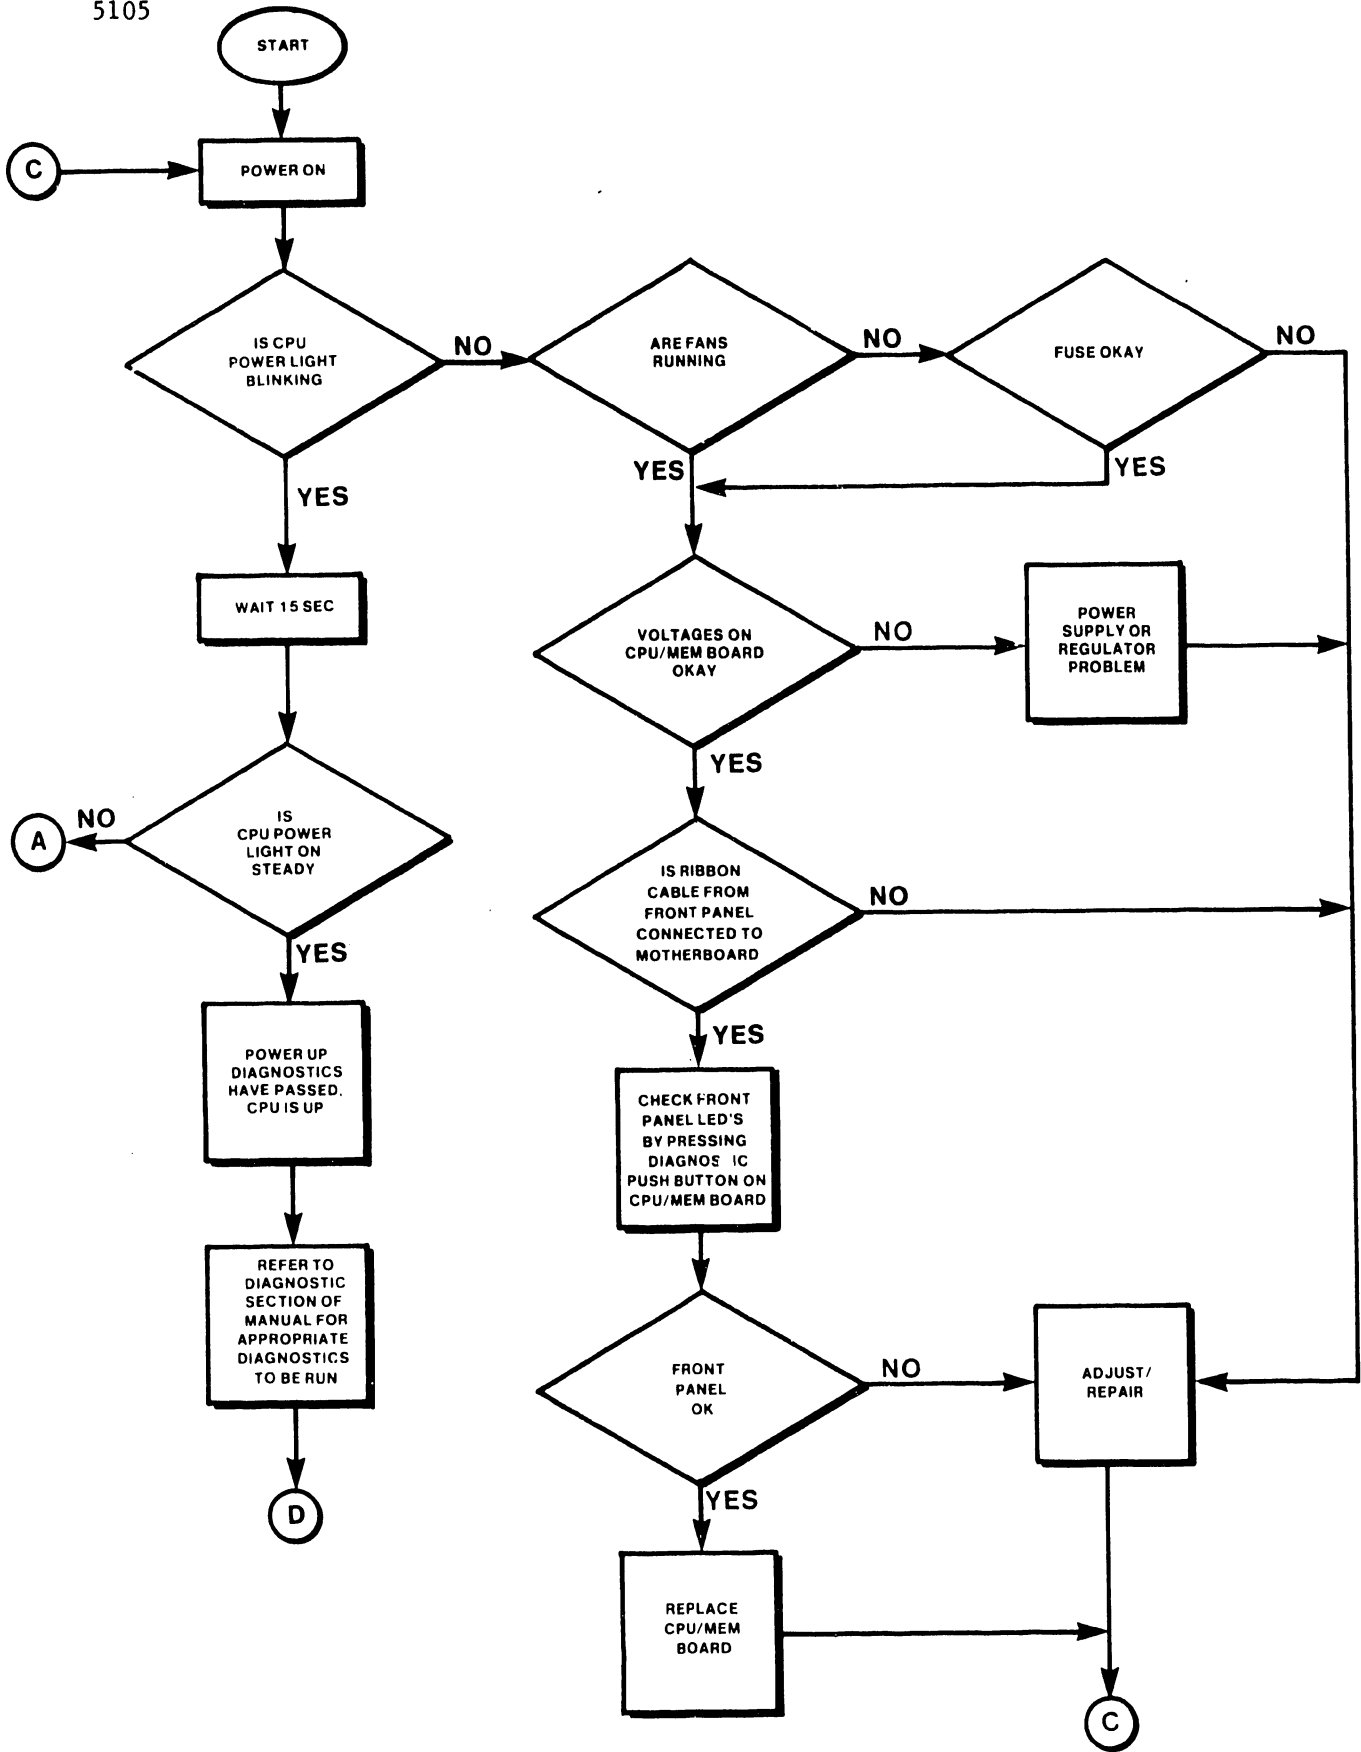 5105
START
C
POWER ON
IS CPU
POWER LIGHT
BLINKING
NO
ARE FANS
RUNNING
NO
FUSE OKAY
NO
YES
YES
YES
WAIT 15 SEC
VOLTAGES ON
CPU/MEM BOARD
OKAY
NO
POWER
SUPPLY OR
REGULATOR
PROBLEM
YES
IS
CPU POWER
LIGHT ON
STEADY
NO
A
YES
IS RIBBON
CABLE FROM
FRONT PANEL
CONNECTED TO
MOTHERBOARD
NO
YES
POWER UP
DIAGNOSTICS
HAVE PASSED.
CPU IS UP
CHECK FRONT
PANEL LED'S
BY PRESSING
DIAGNOS IC
PUSH BUTTON ON
CPU/MEM BOARD
REFER TO
DIAGNOSTIC
SECTION OF
MANUAL FOR
APPROPRIATE
DIAGNOSTICS
TO BE RUN
D
FRONT
PANEL
OK
NO
ADJUST/
REPAIR
YES
REPLACE
CPU/MEM
BOARD
C